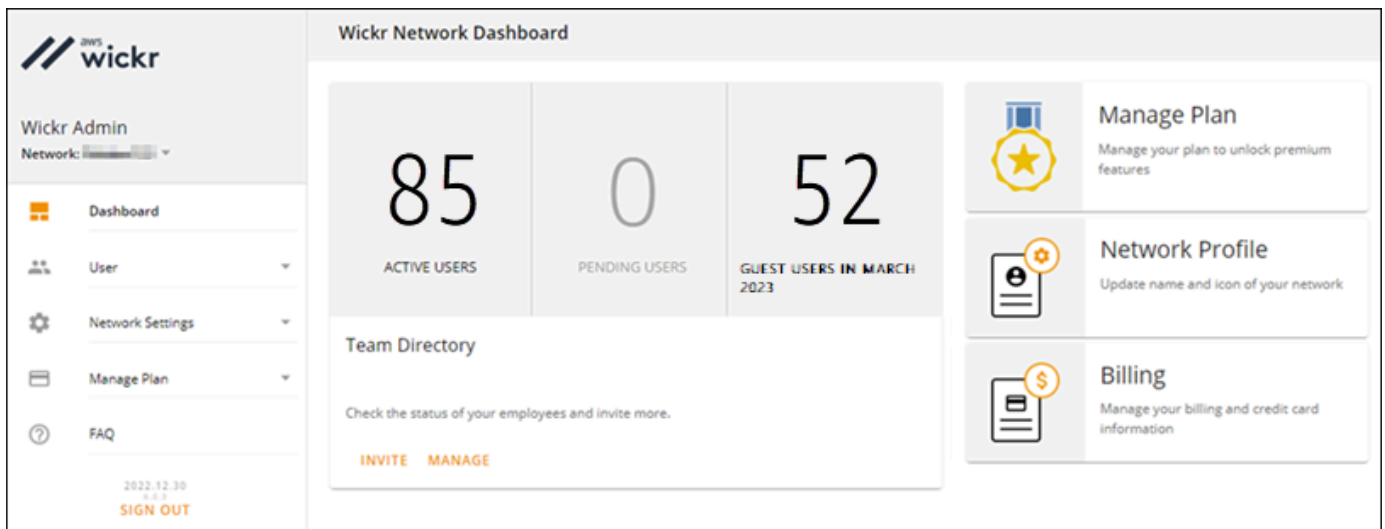 aws
wickr
Wickr Admin
Network:
Dashboard
User
Network Settings
Manage Plan
FAQ
2022.12.30
SIGN OUT
Wickr Network Dashboard
85
ACTIVE USERS
0
PENDING USERS
52
GUEST USERS IN MARCH
2023
Team Directory
Check the status of your employees and invite more.
INVITE MANAGE
Manage Plan
Manage your plan to unlock premium
features
Network Profile
Update name and icon of your network
$
Billing
Manage your billing and credit card
information